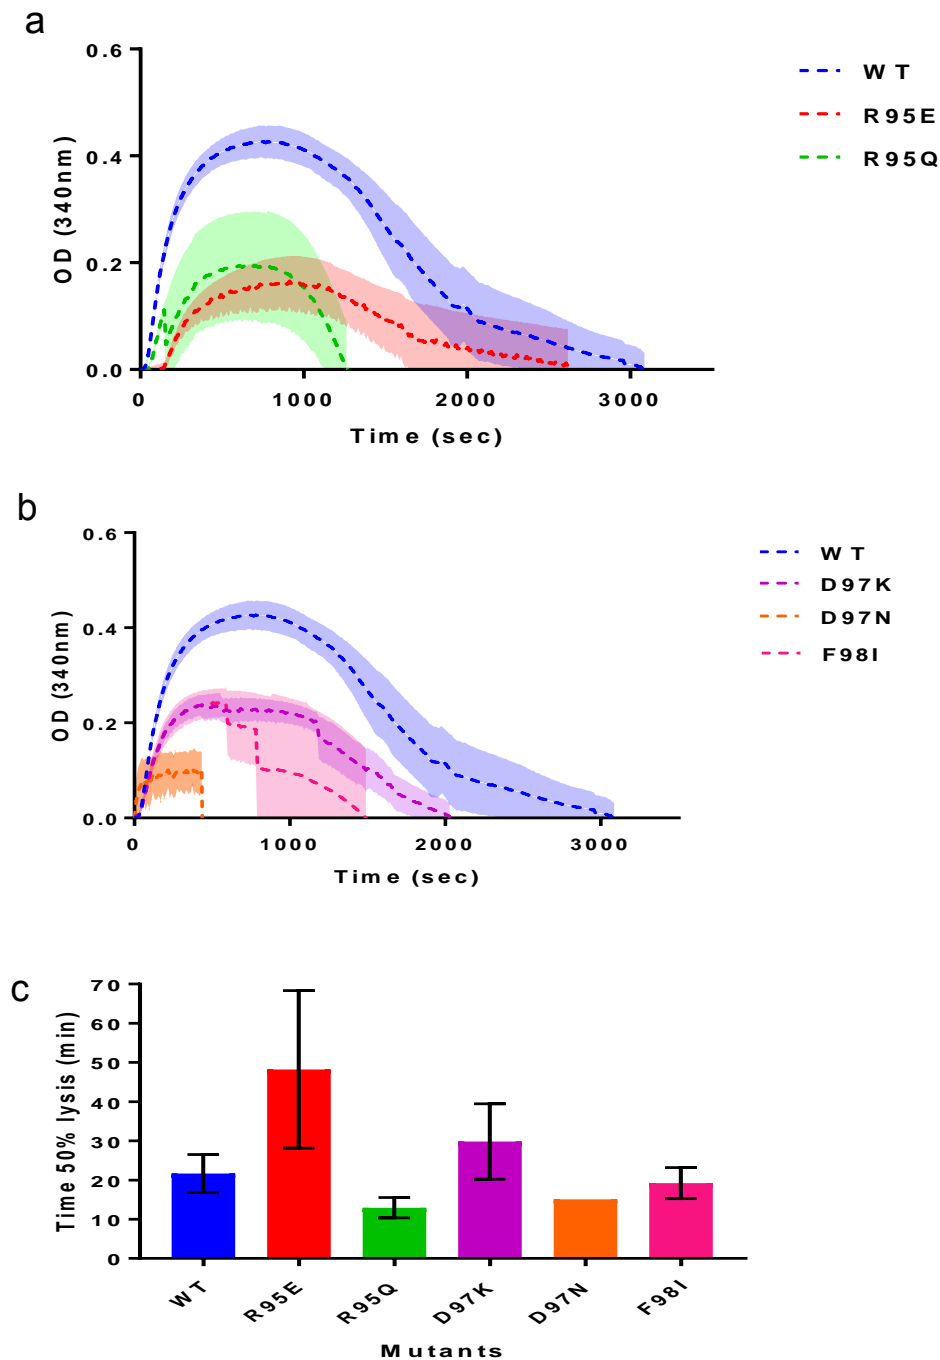 a
0.6
0.4
0.2
0.0
OD (340nm)
0 1000 2000 3000
Time (sec)
WT
R95E
R95Q
b
0.6
0.4
0.2
0.0
OD (340nm)
0 1000 2000 3000
Time (sec)
WT
D97K
D97N
F98I
c
70
60
50
40
30
20
10
0
Time 50% lysis (min)
WT R95E R95Q D97K D97N F98I
Mutants